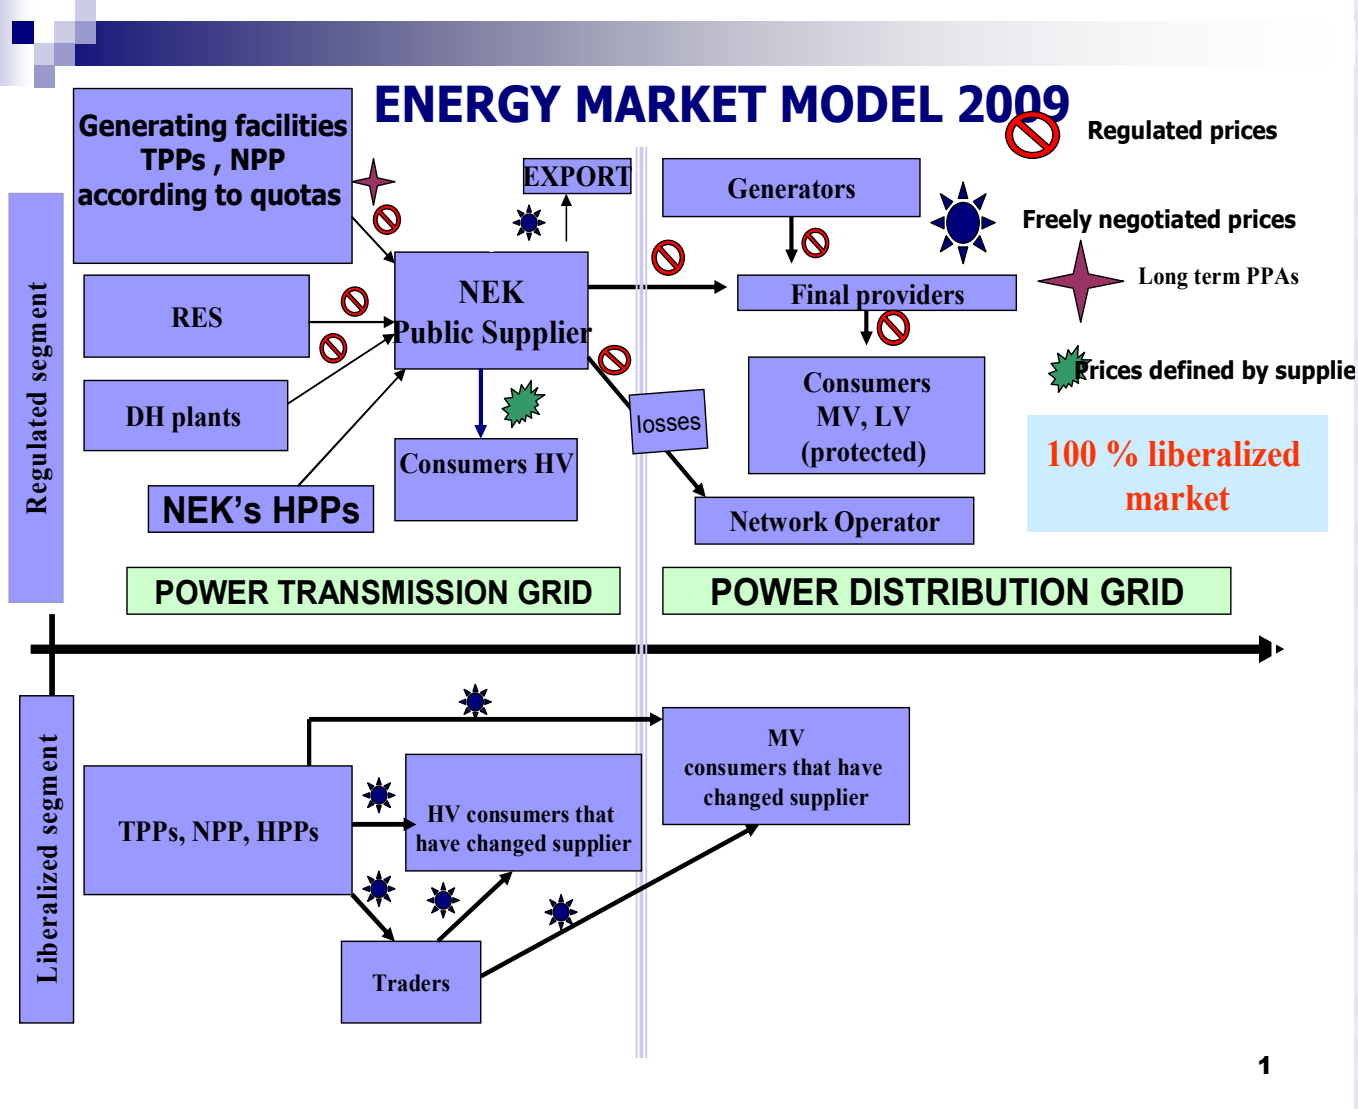 ENERGY MARKET MODEL 2009
Generating facilities
TPPs , NPP
according to quotas
EXPORT
Generators
Regulated prices
Freely negotiated prices
Long term PPAs
Prices defined by supplie
100 % liberalized
market
Regulated segment
RES
DH plants
NEK's HPPs
NEK
Public Supplier
Consumers HV
losses
Final providers
Consumers
MV, LV
(protected)
Network Operator
POWER TRANSMISSION GRID
POWER DISTRIBUTION GRID
Liberalized segment
TPPs, NPP, HPPs
HV consumers that
have changed supplier
MV
consumers that have
changed supplier
Traders
1